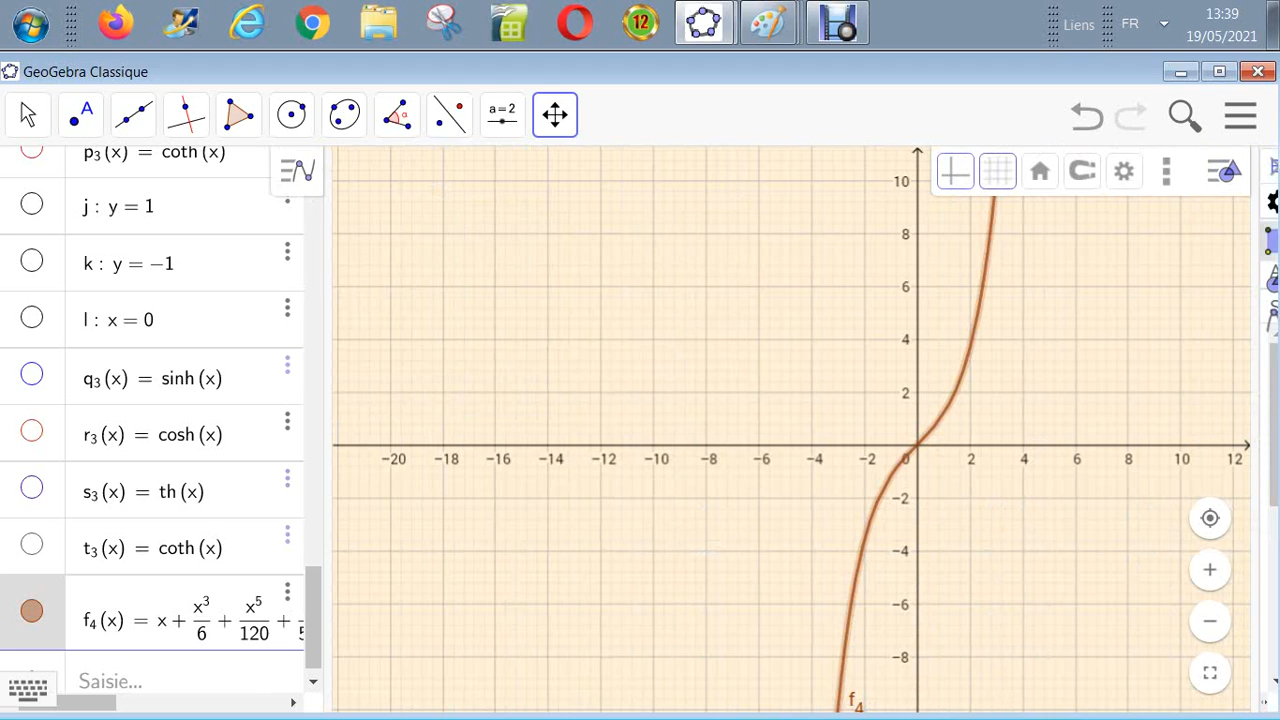 12
Liens
FR
13:39
19/05/2021
GeoGebra Classique
A
α
a=2
p₃(x) = coth(x)
j : y = 1
k : y = −1
l : x = 0
q₃(x) = sinh(x)
r₃(x) = cosh(x)
s₃(x) = th(x)
t₃(x) = coth(x)
f₄(x) = x + x³/6 + x⁵/120 +
Saisie...
10
8
6
4
2
−20 −18 −16 −14 −12 −10 −8 −6 −4 −2 0 2 4 6 8 10 12
−2
−4
−6
−8
f₄